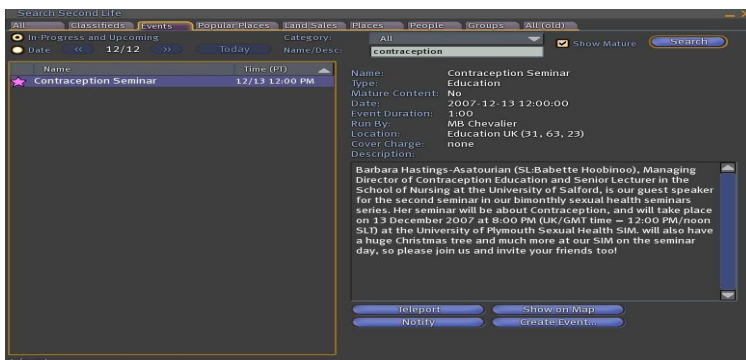 Search Second Life
All Classifieds Events Popular Places Land Sales Places People Groups All (old)
In-Progress and Upcoming
Date << 12/12 >> Today
Category: All
Name/Desc: contraception
Show Mature
Search
Name Time (PT)
Contraception Seminar 12/13 12:00 PM
Name: Contraception Seminar
Type: Education
Mature Content: No
Date: 2007-12-13 12:00:00
Event Duration: 1:00
Run By: MB Chevalier
Location: Education UK (31, 63, 23)
Cover Charge: none
Description:
Barbara Hastings-Asatourian (SL:Babette Hoobinoo), Managing
Director of Contraception Education and Senior Lecturer in the
School of Nursing at the University of Salford, is our guest speaker
for the second seminar in our bimonthly sexual health seminars
series. Her seminar will be about Contraception, and will take place
on 13 December 2007 at 8:00 PM (UK/GMT time = 12:00 PM/noon
SLT) at the University of Plymouth Sexual Health SIM. will also have
a huge Christmas tree and much more at our SIM on the seminar
day, so please join us and invite your friends too!
Teleport Show on Map
Notify Create Event...